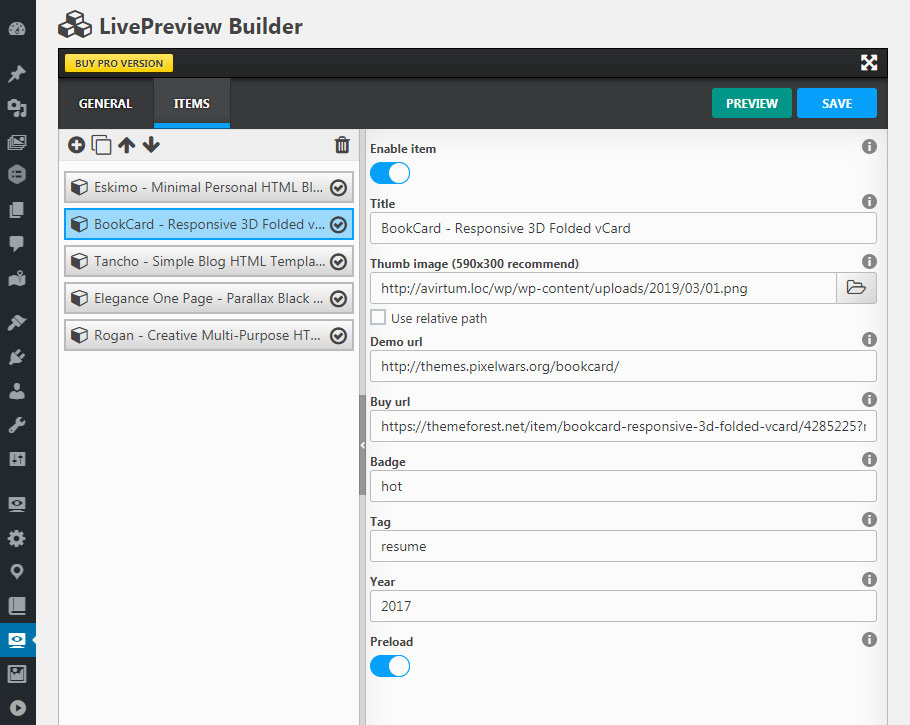 LivePreview Builder
BUY PRO VERSION
GENERAL
ITEMS
PREVIEW
SAVE
Eskimo - Minimal Personal HTML Bl...
BookCard - Responsive 3D Folded v...
Tancho - Simple Blog HTML Templa...
Elegance One Page - Parallax Black ...
Rogan - Creative Multi-Purpose HT...
Enable item
Title
BookCard - Responsive 3D Folded vCard
Thumb image (590x300 recommend)
http://avirtum.loc/wp/wp-content/uploads/2019/03/01.png
Use relative path
Demo url
http://themes.pixelwars.org/bookcard/
Buy url
https://themeforest.net/item/bookcard-responsive-3d-folded-vcard/4285225?r
Badge
hot
Tag
resume
Year
2017
Preload